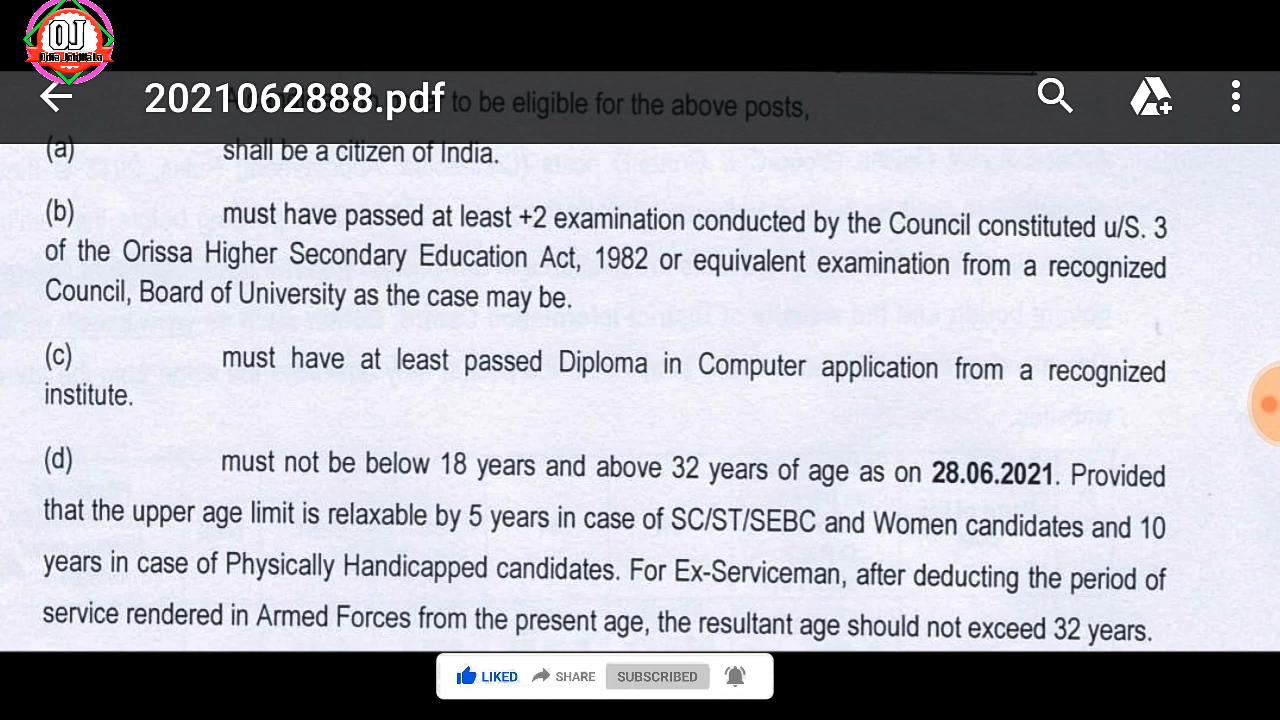 OJ
2021062888.pdf
to be eligible for the above posts,
(a) shall be a citizen of India.
(b) must have passed at least +2 examination conducted by the Council constituted u/S. 3
of the Orissa Higher Secondary Education Act, 1982 or equivalent examination from a recognized
Council, Board of University as the case may be.
(c) must have at least passed Diploma in Computer application from a recognized
institute.
(d) must not be below 18 years and above 32 years of age as on 28.06.2021. Provided
that the upper age limit is relaxable by 5 years in case of SC/ST/SEBC and Women candidates and 10
years in case of Physically Handicapped candidates. For Ex-Serviceman, after deducting the period of
service rendered in Armed Forces from the present age, the resultant age should not exceed 32 years.
LIKED SHARE SUBSCRIBED